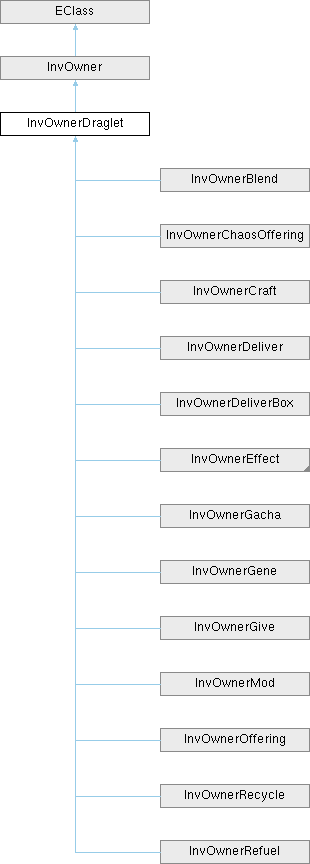 EClass
InvOwner
InvOwnerDraglet
InvOwnerBlend
InvOwnerChaosOffering
InvOwnerCraft
InvOwnerDeliver
InvOwnerDeliverBox
InvOwnerEffect
InvOwnerGacha
InvOwnerGene
InvOwnerGive
InvOwnerMod
InvOwnerOffering
InvOwnerRecycle
InvOwnerRefuel